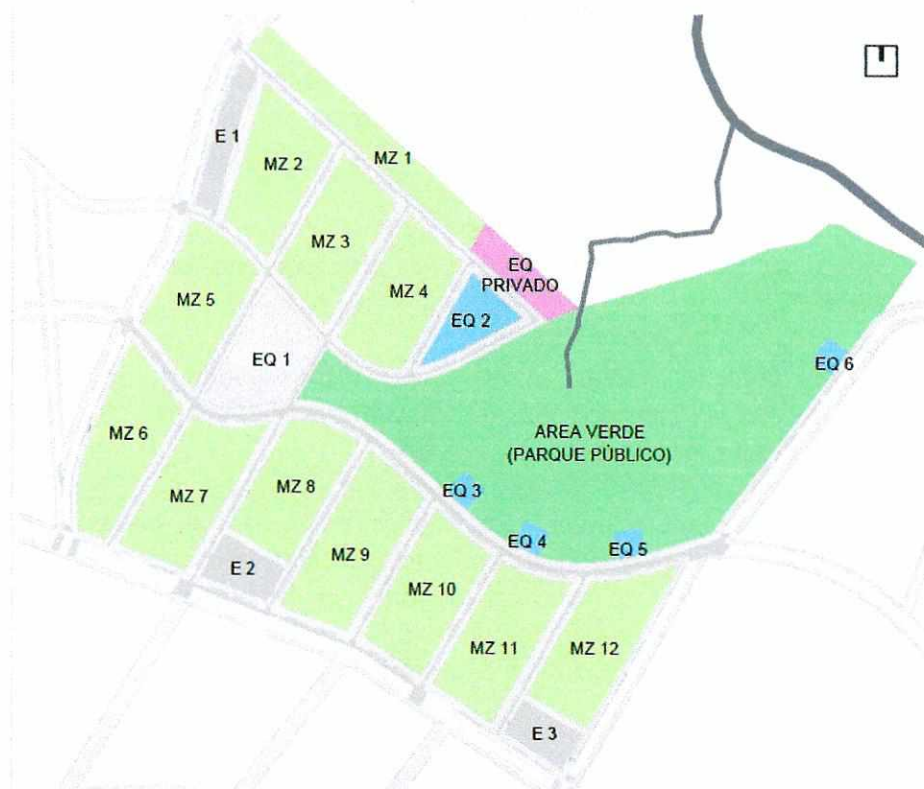 E 1
MZ 2
MZ 1
MZ 3
EQ
PRIVADO
MZ 5
MZ 4
EQ 2
EQ 1
EQ 6
MZ 6
AREA VERDE
(PARQUE PÚBLICO)
MZ 7
MZ 8
EQ 3
EQ 4
EQ 5
E 2
MZ 9
MZ 10
MZ 11
MZ 12
E 3